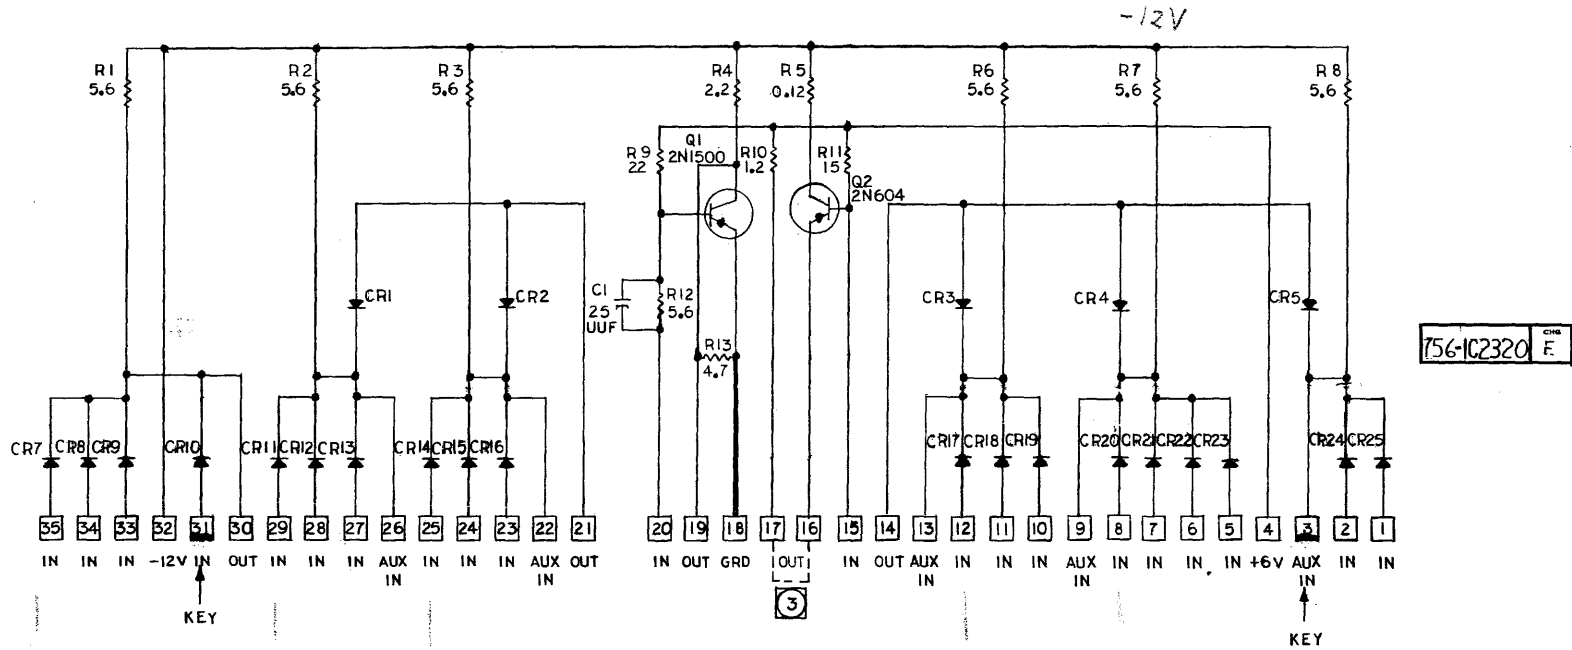 -12V
R1
5.6
R2
5.6
R3
5.6
R4
2.2
R5
0.12
R6
5.6
R7
5.6
R8
5.6
R9
22
Q1
2N1500
R10
1.2
R11
15
Q2
2N604
CR1
CR2
C1
25
UUF
R12
5.6
CR3
CR4
CR5
R13
4.7
756-1C2320
CHG
E
CR7
CR8
CR9
CR10
CR11
CR12
CR13
CR14
CR15
CR16
CR17
CR18
CR19
CR20
CR21
CR22
CR23
CR24
CR25
35 34 33 32 31 30 29 28 27 26 25 24 23 22 21 20 19 18 17 16 15 14 13 12 11 10 9 8 7 6 5 4 3 2 1
IN IN IN -12V IN OUT IN IN IN AUX IN IN IN IN AUX IN OUT IN OUT GRD OUT IN OUT AUX IN IN IN IN AUX IN IN IN IN IN +6V AUX IN IN IN
3
KEY
KEY